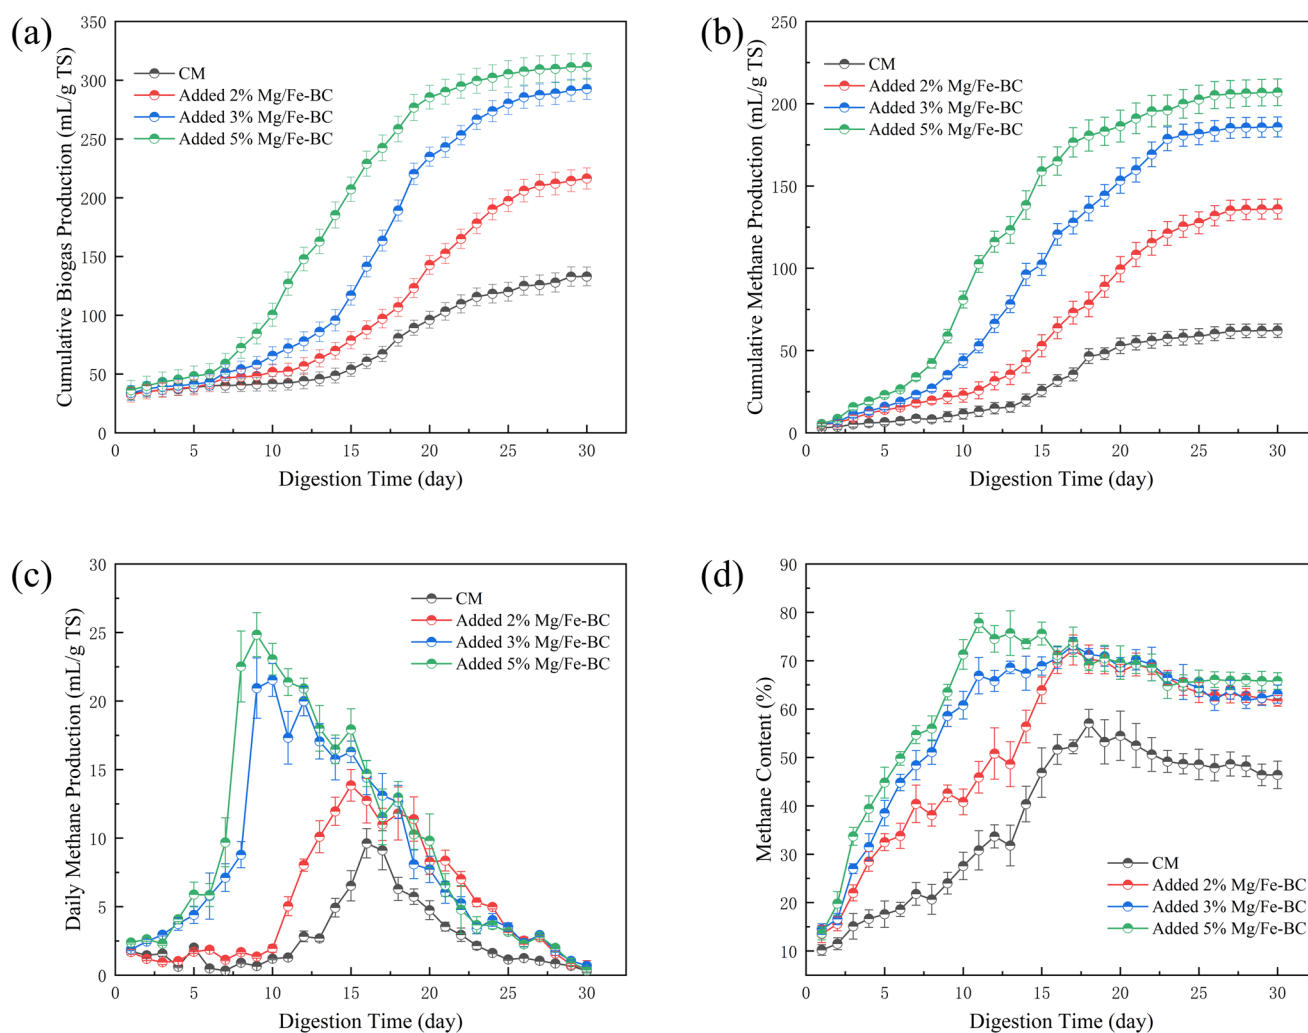 (a)
Cumulative Biogas Production (mL/g TS)
350
300
250
200
150
100
50
0
CM
Added 2% Mg/Fe-BC
Added 3% Mg/Fe-BC
Added 5% Mg/Fe-BC
0 5 10 15 20 25 30
Digestion Time (day)
(b)
Cumulative Methane Production (mL/g TS)
250
200
150
100
50
0
CM
Added 2% Mg/Fe-BC
Added 3% Mg/Fe-BC
Added 5% Mg/Fe-BC
0 5 10 15 20 25 30
Digestion Time (day)
(c)
Daily Methane Production (mL/g TS)
30
25
20
15
10
5
0
CM
Added 2% Mg/Fe-BC
Added 3% Mg/Fe-BC
Added 5% Mg/Fe-BC
0 5 10 15 20 25 30
Digestion Time (day)
(d)
Methane Content (%)
90
80
70
60
50
40
30
20
10
CM
Added 2% Mg/Fe-BC
Added 3% Mg/Fe-BC
Added 5% Mg/Fe-BC
0 5 10 15 20 25 30
Digestion Time (day)